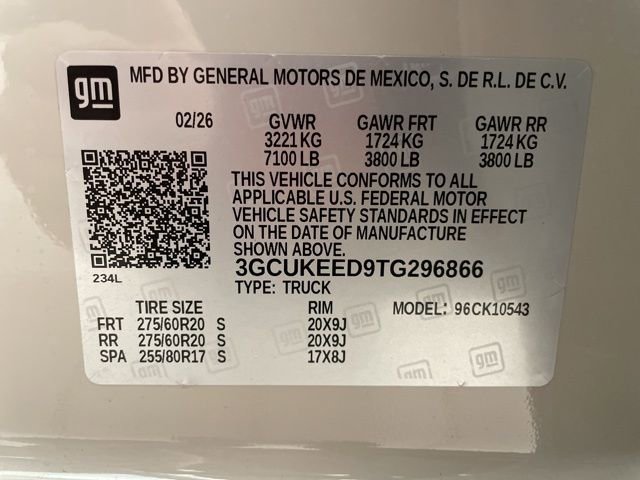 gm
MFD BY GENERAL MOTORS DE MEXICO, S. DE R.L. DE C.V.
02/26 GVWR GAWR FRT GAWR RR
3221 KG 1724 KG 1724 KG
7100 LB 3800 LB 3800 LB
THIS VEHICLE CONFORMS TO ALL
APPLICABLE U.S. FEDERAL MOTOR
VEHICLE SAFETY STANDARDS IN EFFECT
ON THE DATE OF MANUFACTURE
SHOWN ABOVE.
3GCUKEED9TG296866
234L
TYPE: TRUCK
TIRE SIZE RIM MODEL: 96CK10543
FRT 275/60R20 S 20X9J
RR 275/60R20 S 20X9J
SPA 255/80R17 S 17X8J